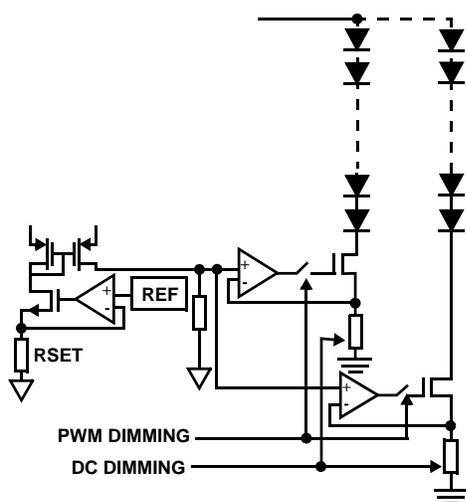 +
-
+
-
REF
RSET
+
-
PWM DIMMING
DC DIMMING